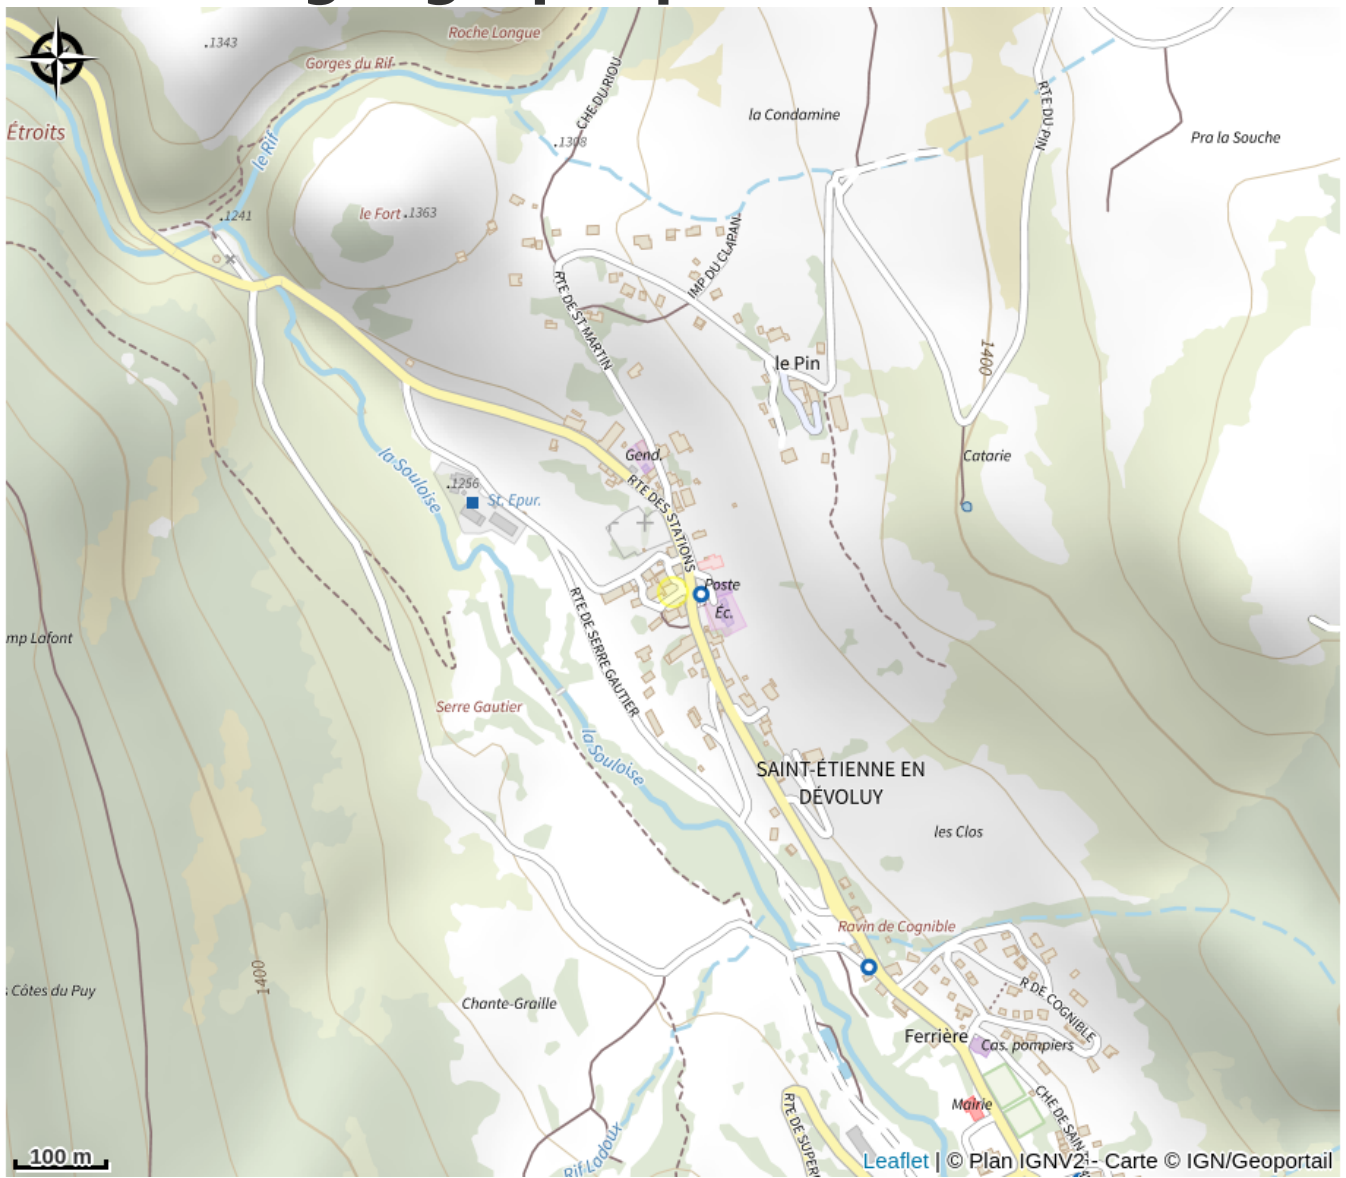 Roche Longue
.1343
Gorges du Rif
CHE DU RIOU
RTE DU PIN
la Condamine
Étroits
Pra la Souche
le Rif
.1308
.1241
le Fort .1363
IMP DU CLAPAN
RTE DE ST MARTIN
1400
le Pin
Gend.
Catarie
la Souloise
.1256
St. Epur.
RTE DES STATIONS
Poste
Éc.
RTE DE SERRE GAUTIER
mp Lafont
Serre Gautier
la Souloise
SAINT-ÉTIENNE EN
DÉVOLUY
les Clos
Ravin de Cognible
1400
s Côtes du Puy
Chante-Graille
R DE COGNIBLE
Ferrière
Cas. pompiers
Mairie
RTE DE SUPER
CHE DE SAINT
Rif Ladoux
100 m
Leaflet | © Plan IGNV2 - Carte © IGN/Geoportail